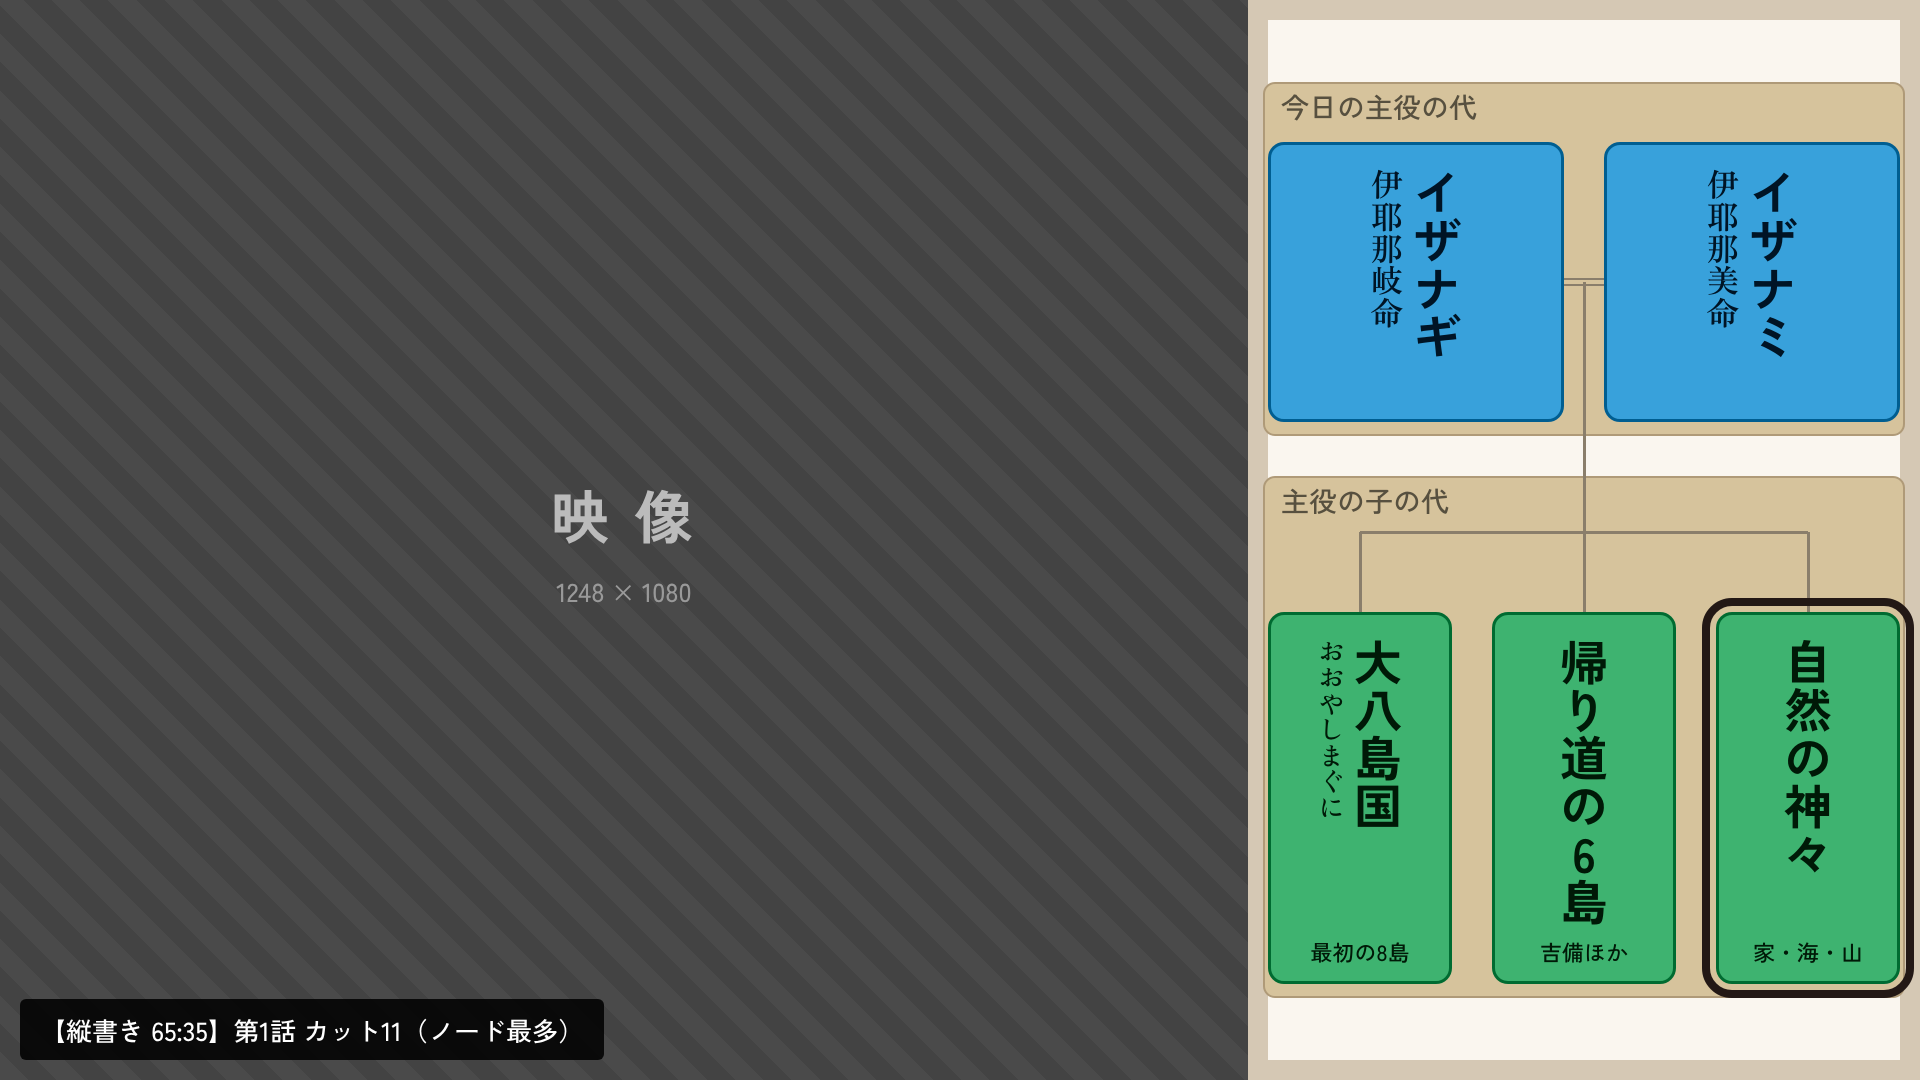 映像
1248 × 1080
【縦書き 65:35】第1話 カット11（ノード最多）
今日の主役の代
イザナギ
伊耶那岐命
イザナミ
伊耶那美命
主役の子の代
大八島国
おおやしまぐに
最初の8島
帰り道の6島
吉備ほか
自然の神々
家・海・山